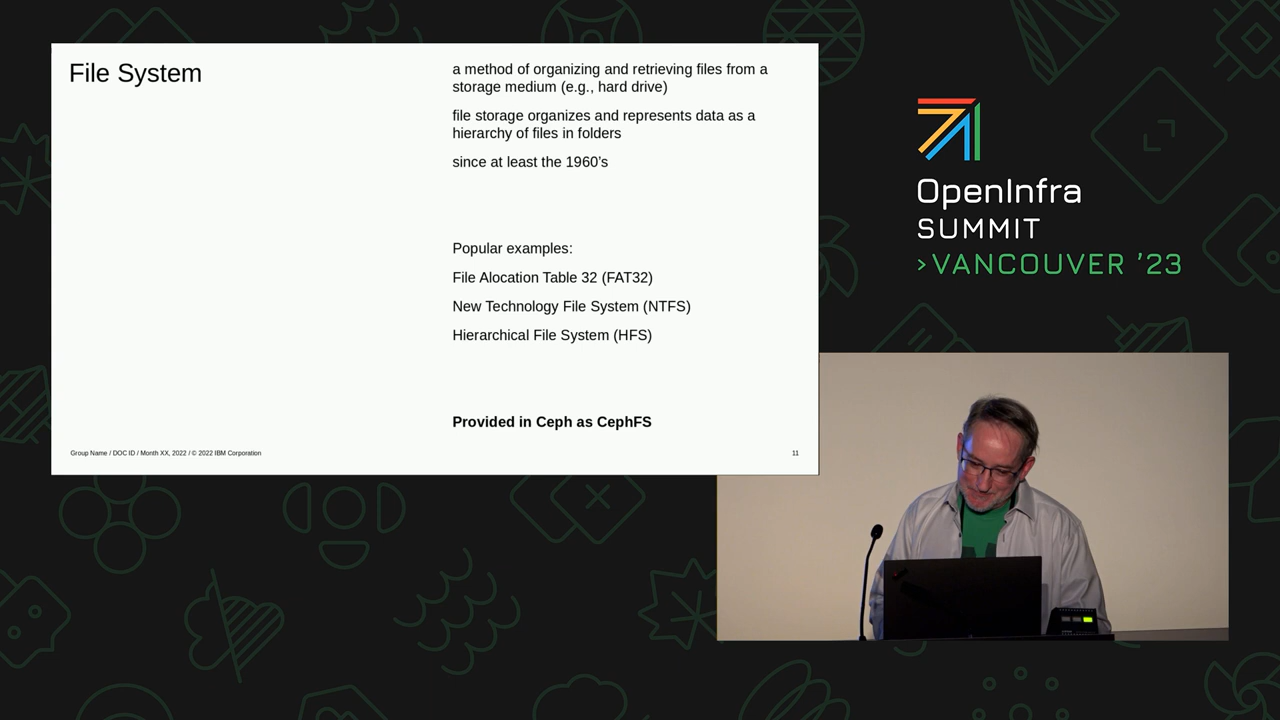 File System
a method of organizing and retrieving files from a
storage medium (e.g., hard drive)
file storage organizes and represents data as a
hierarchy of files in folders
since at least the 1960's
Popular examples:
File Alocation Table 32 (FAT32)
New Technology File System (NTFS)
Hierarchical File System (HFS)
Provided in Ceph as CephFS
Group Name / DOC ID / Month XX, 2022 / © 2022 IBM Corporation
11
OpenInfra
SUMMIT
>VANCOUVER '23